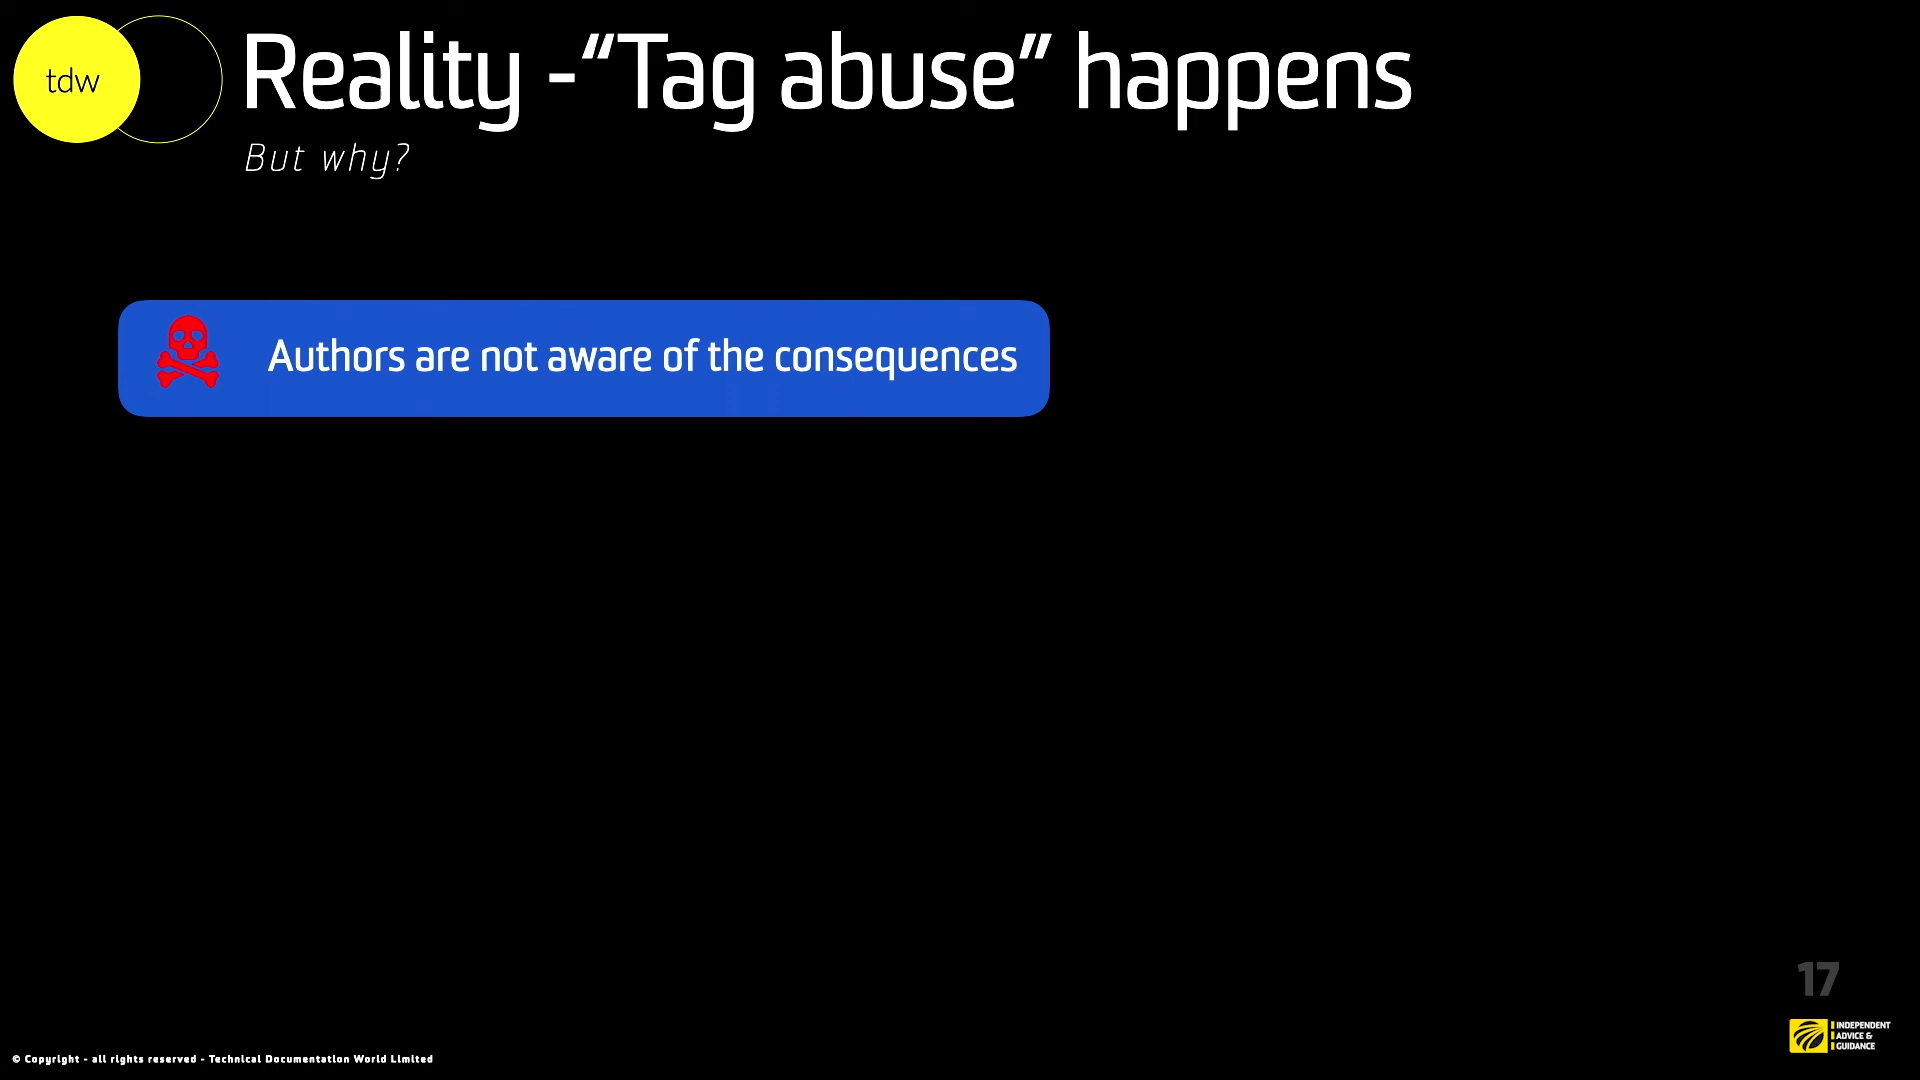 tdw
Reality -“Tag abuse” happens
But why?
Authors are not aware of the consequences
17
INDEPENDENT
ADVICE &
GUIDANCE
© Copyright - all rights reserved - Technical Documentation World Limited